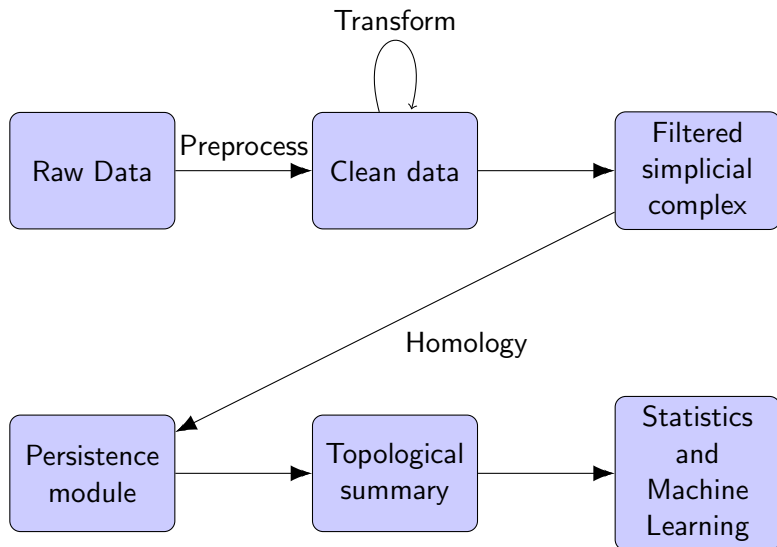 Transform
Raw Data
Preprocess
Clean data
Filtered
simplicial
complex
Homology
Persistence
module
Topological
summary
Statistics
and
Machine
Learning